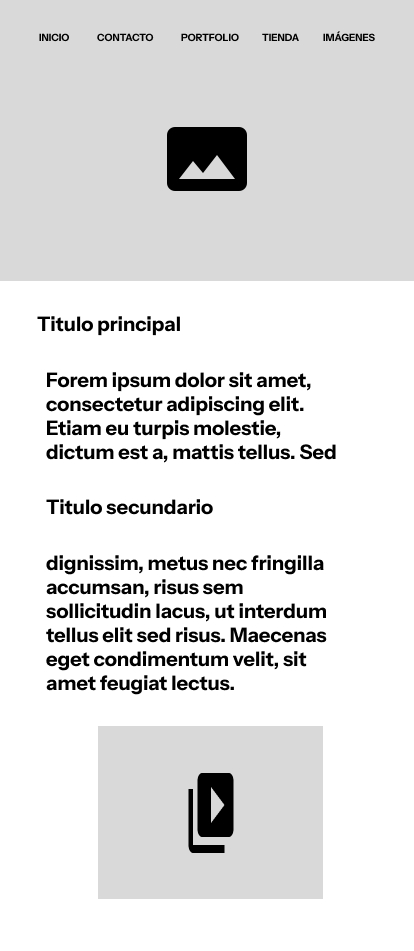 INICIO CONTACTO PORTFOLIO TIENDA IMÁGENES
Titulo principal
Forem ipsum dolor sit amet,
consectetur adipiscing elit.
Etiam eu turpis molestie,
dictum est a, mattis tellus. Sed
Titulo secundario
dignissim, metus nec fringilla
accumsan, risus sem
sollicitudin lacus, ut interdum
tellus elit sed risus. Maecenas
eget condimentum velit, sit
amet feugiat lectus.